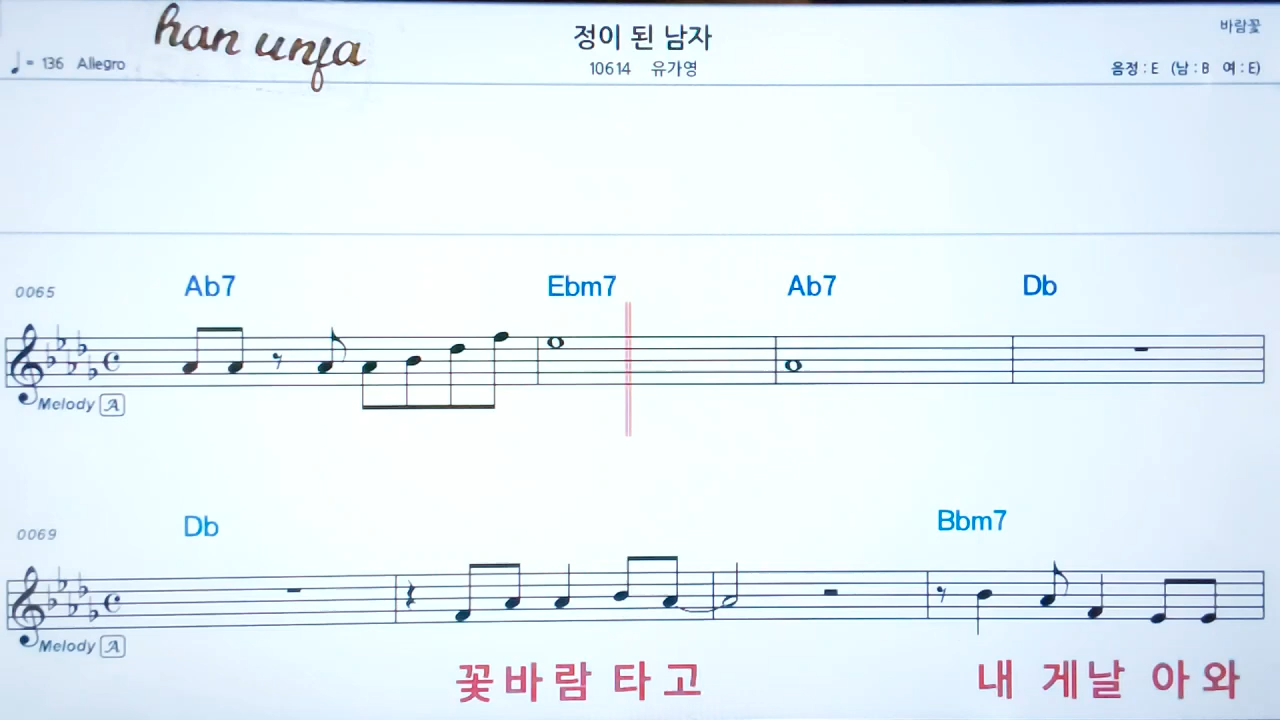 han unfa
정이 된 남자
바람꽃
♩= 136 Allegro
10614 유가영
음정 : E (남 : B 여 : E)
Ab7 Ebm7 Ab7 Db
0065
Melody A
Db Bbm7
0069
Melody A
꽃바람 타고 내 게날 아와